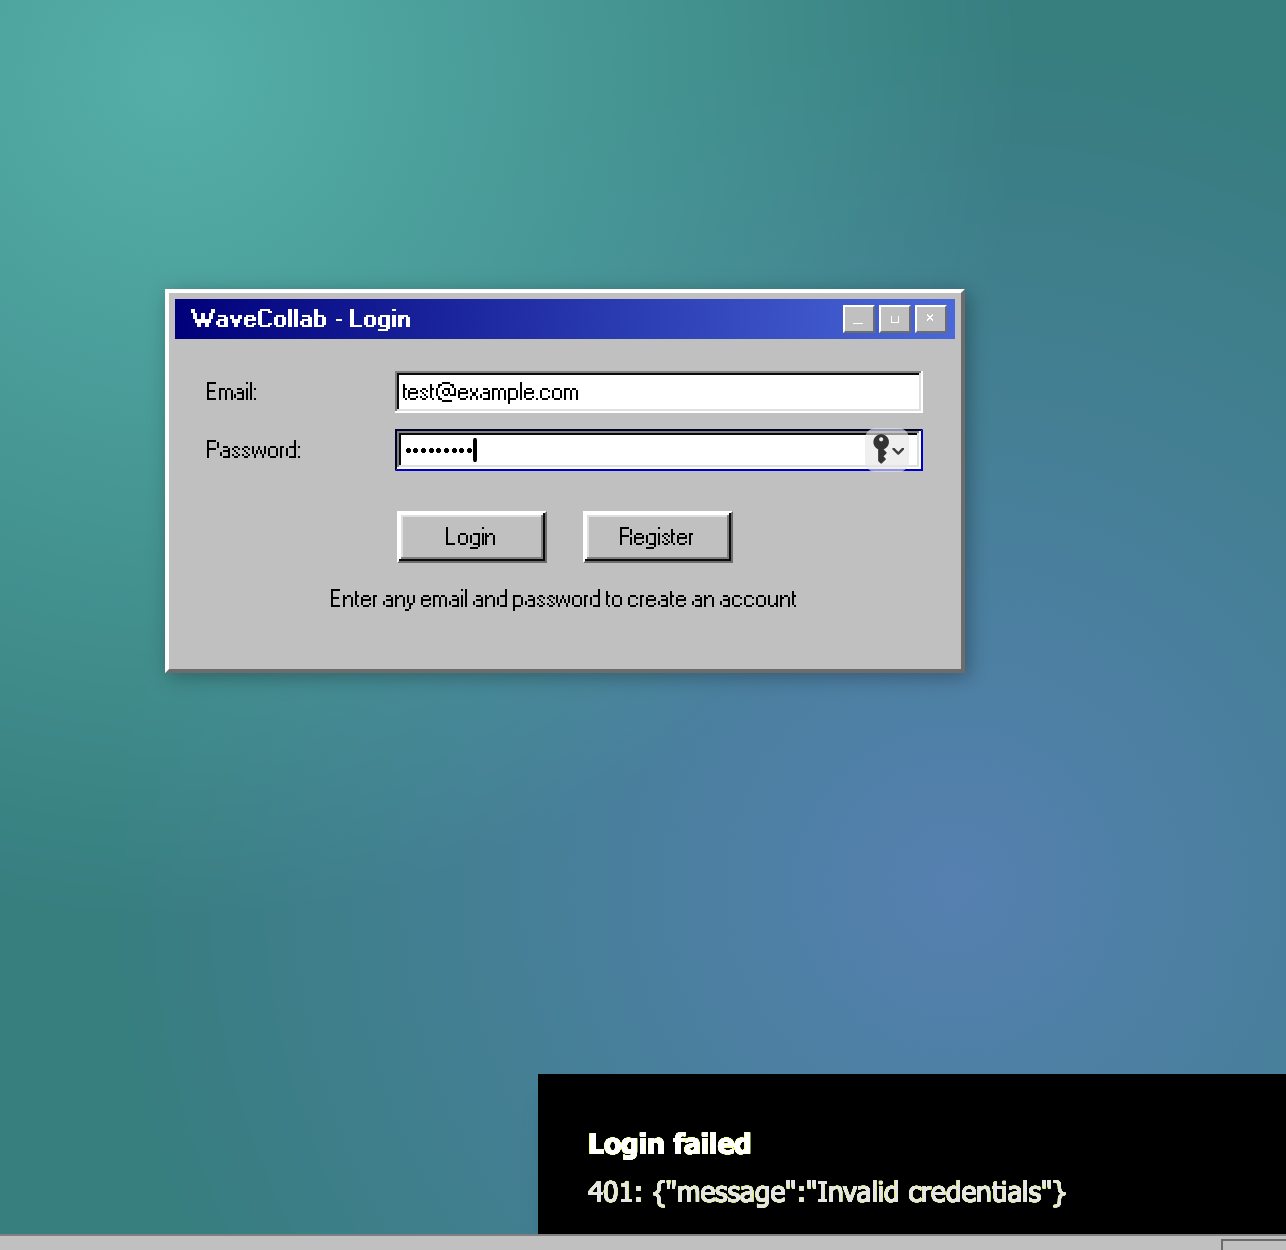 WaveCollab - Login
Email:
test@example.com
Password:
•••••••••
Login
Register
Enter any email and password to create an account
Login failed
401: {"message":"Invalid credentials"}